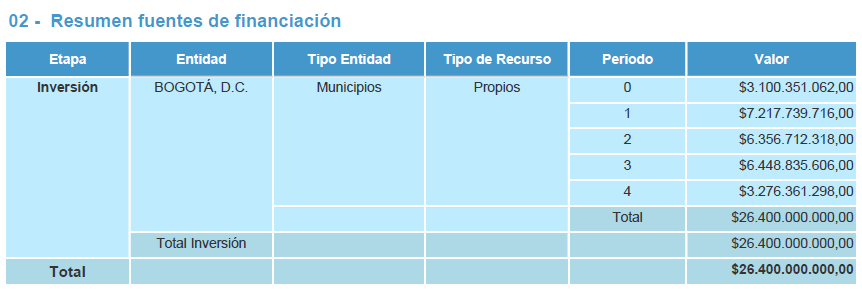 02 - Resumen fuentes de financiación
Etapa Entidad Tipo Entidad Tipo de Recurso Periodo Valor
Inversión BOGOTÁ, D.C. Municipios Propios 0 $3.100.351.062,00
1 $7.217.739.716,00
2 $6.356.712.318,00
3 $6.448.835.606,00
4 $3.276.361.298,00
Total $26.400.000.000,00
Total Inversión $26.400.000.000,00
Total $26.400.000.000,00